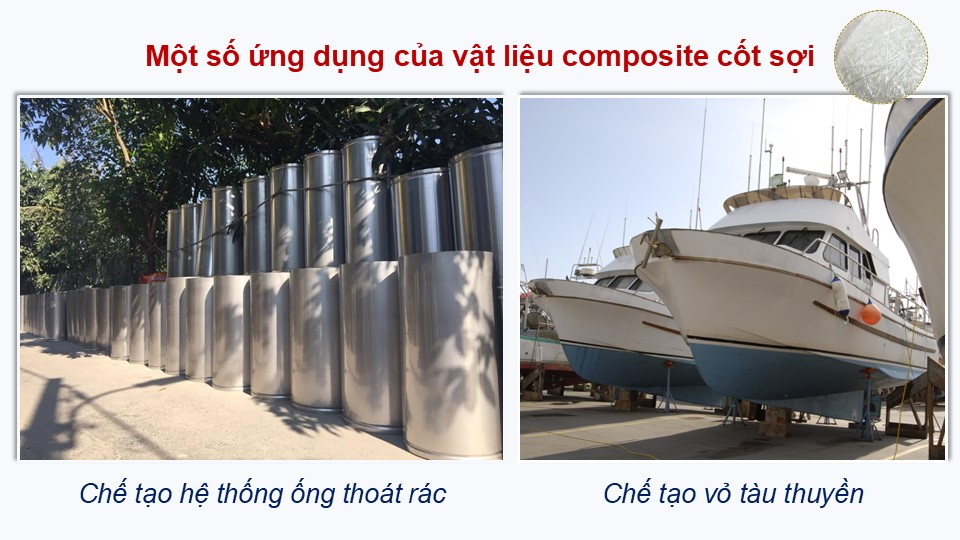 Một số ứng dụng của vật liệu composite cốt sợi
Chế tạo hệ thống ống thoát rác
Chế tạo vỏ tàu thuyền